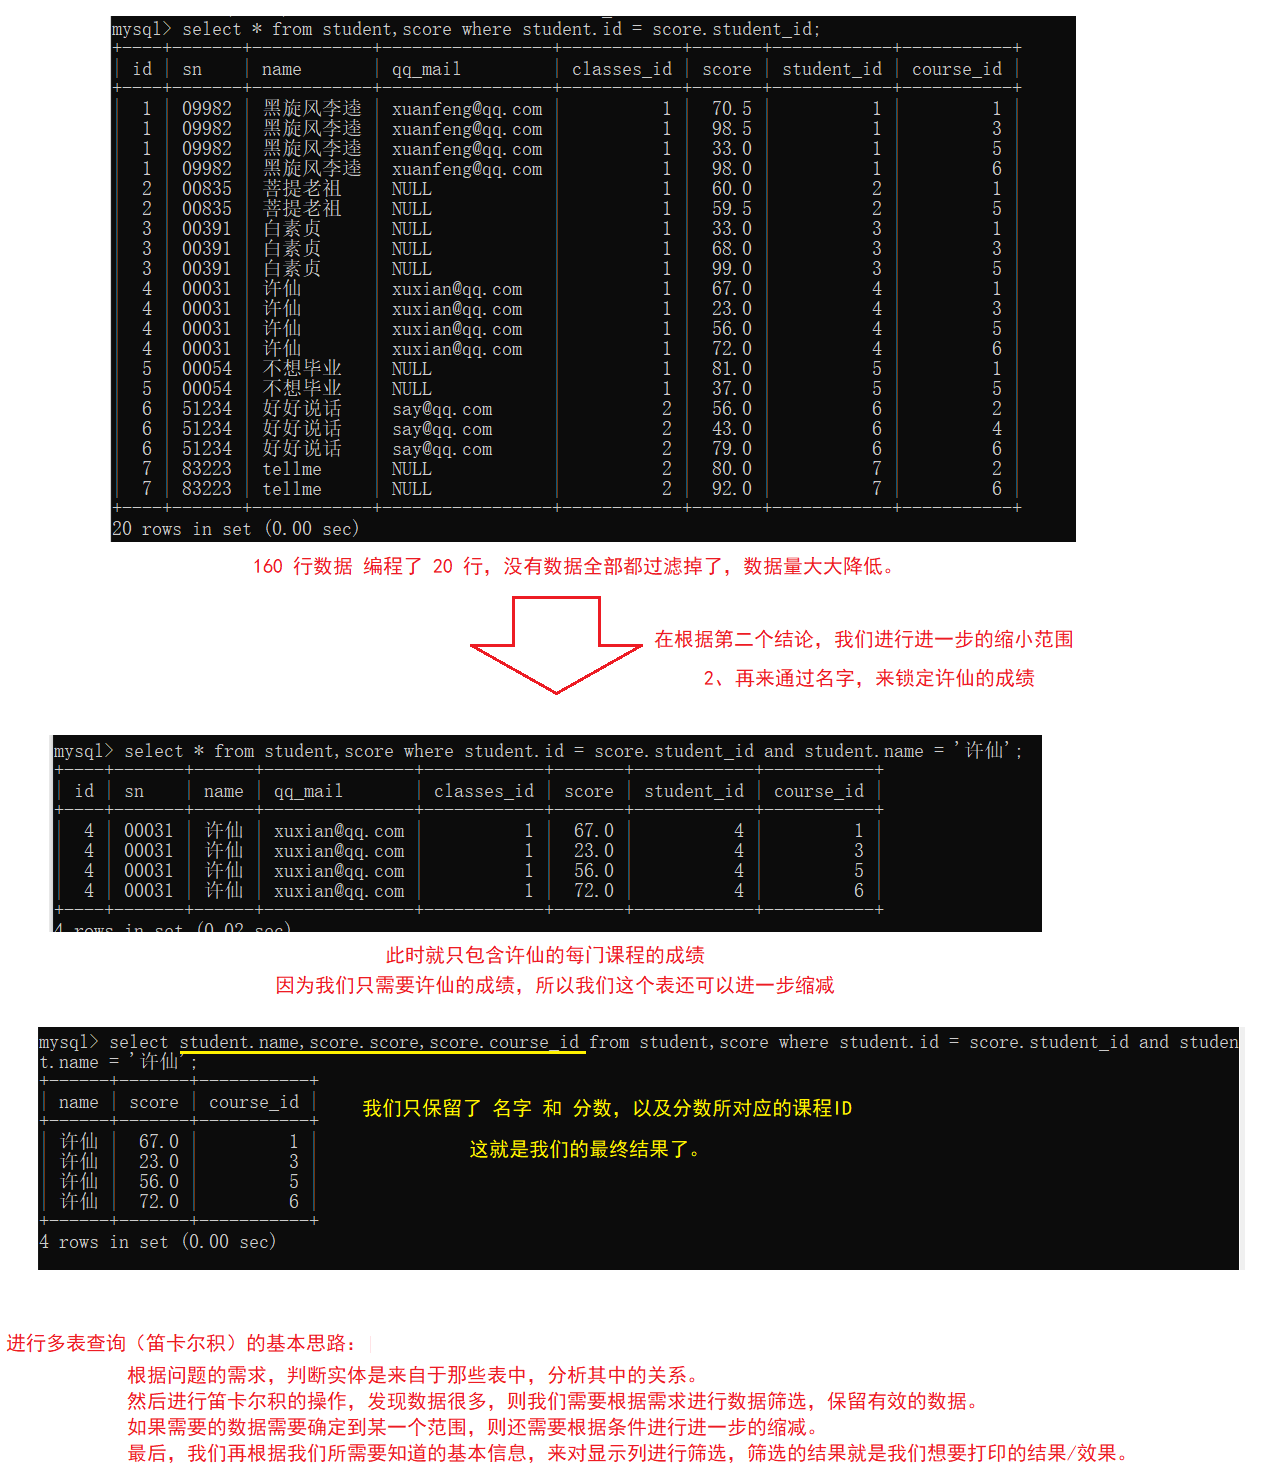 mysql> select * from student,score where student.id = score.student_id;
+----+-------+------------+-----------------+------------+-------+------------+-----------+
| id | sn    | name       | qq_mail         | classes_id | score | student_id | course_id |
+----+-------+------------+-----------------+------------+-------+------------+-----------+
| 1 | 09982 | 黑旋风李逵 | xuanfeng@qq.com | 1 | 70.5 | 1 | 1 |
| 1 | 09982 | 黑旋风李逵 | xuanfeng@qq.com | 1 | 98.5 | 1 | 3 |
| 1 | 09982 | 黑旋风李逵 | xuanfeng@qq.com | 1 | 33.0 | 1 | 5 |
| 1 | 09982 | 黑旋风李逵 | xuanfeng@qq.com | 1 | 98.0 | 1 | 6 |
| 2 | 00835 | 菩提老祖 | NULL | 1 | 60.0 | 2 | 1 |
| 2 | 00835 | 菩提老祖 | NULL | 1 | 59.5 | 2 | 5 |
| 3 | 00391 | 白素贞 | NULL | 1 | 33.0 | 3 | 1 |
| 3 | 00391 | 白素贞 | NULL | 1 | 68.0 | 3 | 3 |
| 3 | 00391 | 白素贞 | NULL | 1 | 99.0 | 3 | 5 |
| 4 | 00031 | 许仙 | xuxian@qq.com | 1 | 67.0 | 4 | 1 |
| 4 | 00031 | 许仙 | xuxian@qq.com | 1 | 23.0 | 4 | 3 |
| 4 | 00031 | 许仙 | xuxian@qq.com | 1 | 56.0 | 4 | 5 |
| 4 | 00031 | 许仙 | xuxian@qq.com | 1 | 72.0 | 4 | 6 |
| 5 | 00054 | 不想毕业 | NULL | 1 | 81.0 | 5 | 1 |
| 5 | 00054 | 不想毕业 | NULL | 1 | 37.0 | 5 | 5 |
| 6 | 51234 | 好好说话 | say@qq.com | 2 | 56.0 | 6 | 2 |
| 6 | 51234 | 好好说话 | say@qq.com | 2 | 43.0 | 6 | 4 |
| 6 | 51234 | 好好说话 | say@qq.com | 2 | 79.0 | 6 | 6 |
| 7 | 83223 | tellme | NULL | 2 | 80.0 | 7 | 2 |
| 7 | 83223 | tellme | NULL | 2 | 92.0 | 7 | 6 |
+----+-------+------------+-----------------+------------+-------+------------+-----------+
20 rows in set (0.00 sec)
160 行数据 编程了 20 行，没有数据全部都过滤掉了，数据量大大降低。
在根据第二个结论，我们进行进一步的缩小范围
2、再来通过名字，来锁定许仙的成绩
mysql> select * from student,score where student.id = score.student_id and student.name = '许仙';
+----+-------+------+---------------+------------+-------+------------+-----------+
| id | sn    | name | qq_mail       | classes_id | score | student_id | course_id |
+----+-------+------+---------------+------------+-------+------------+-----------+
| 4 | 00031 | 许仙 | xuxian@qq.com | 1 | 67.0 | 4 | 1 |
| 4 | 00031 | 许仙 | xuxian@qq.com | 1 | 23.0 | 4 | 3 |
| 4 | 00031 | 许仙 | xuxian@qq.com | 1 | 56.0 | 4 | 5 |
| 4 | 00031 | 许仙 | xuxian@qq.com | 1 | 72.0 | 4 | 6 |
+----+-------+------+---------------+------------+-------+------------+-----------+
4 rows in set (0.02 sec)
此时就只包含许仙的每门课程的成绩
因为我们只需要许仙的成绩，所以我们这个表还可以进一步缩减
mysql> select student.name,score.score,score.course_id from student,score where student.id = score.student_id and studen
t.name = '许仙';
+------+-------+-----------+
| name | score | course_id |
+------+-------+-----------+
| 许仙 | 67.0 | 1 |
| 许仙 | 23.0 | 3 |
| 许仙 | 56.0 | 5 |
| 许仙 | 72.0 | 6 |
+------+-------+-----------+
4 rows in set (0.00 sec)
我们只保留了 名字 和 分数，以及分数所对应的课程ID
这就是我们的最终结果了。
进行多表查询（笛卡尔积）的基本思路：
根据问题的需求，判断实体是来自于那些表中，分析其中的关系。
然后进行笛卡尔积的操作，发现数据很多，则我们需要根据需求进行数据筛选，保留有效的数据。
如果需要的数据需要确定到某一个范围，则还需要根据条件进行进一步的缩减。
最后，我们再根据我们所需要知道的基本信息，来对显示列进行筛选，筛选的结果就是我们想要打印的结果/效果。